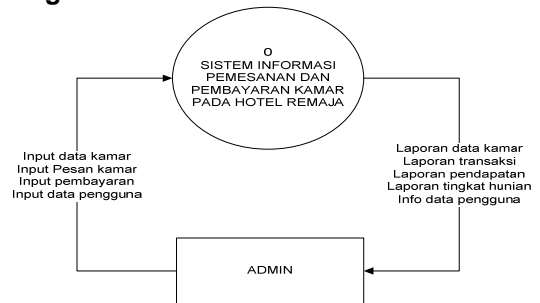 0
SISTEM INFORMASI
PEMESANAN DAN
PEMBAYARAN KAMAR
PADA HOTEL REMAJA
Input data kamar
Input Pesan kamar
Input pembayaran
Input data pengguna
Laporan data kamar
Laporan transaksi
Laporan pendapatan
Laporan tingkat hunian
Info data pengguna
ADMIN